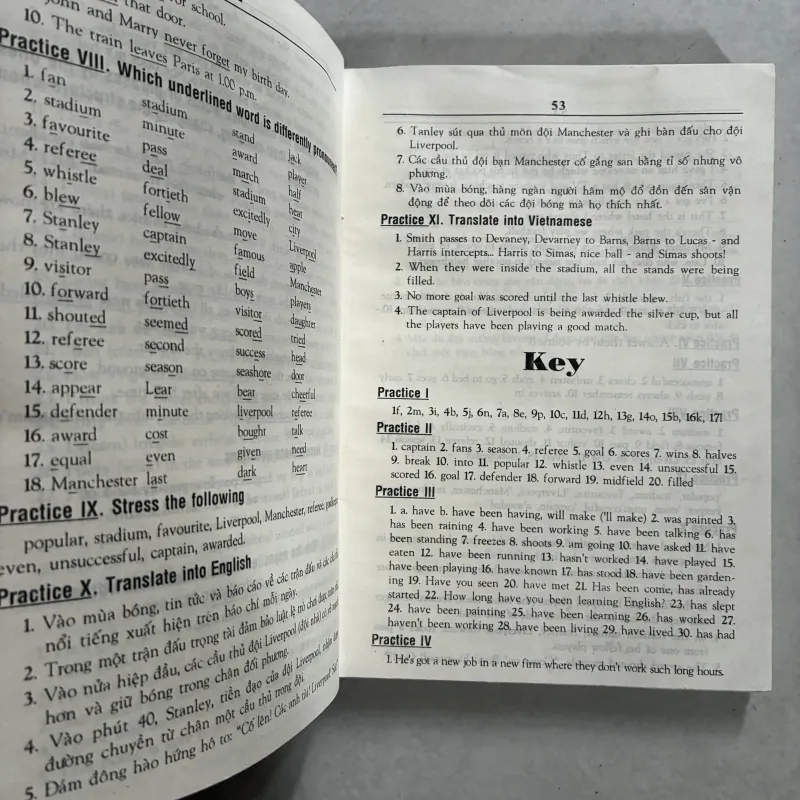 that door.
for school.
John and Marry never forget my birth day.
10. The train leaves Paris at 1.00 p.m.
Practice VIII. Which underlined word is differently pronounced?
1. fan stadium stand Jack
2. stadium minute award player
3. favourite pass march half
4. referee deal stadium hear
5. whistle fortieth excitedly city
6. blew fellow move Liverpool
7. Stanley captain famous apple
8. Stanley excitedly field Manchester
9. visitor pass boys players
10. forward fortieth visitor daughter
11. shouted seemed scored tried
12. referee second success head
13. score season seashore door
14. appear Lear bear cheerful
15. defender minute liverpool referee
16. award cost bought talk
17. equal even given need
18. Manchester last dark heart
Practice IX. Stress the following
popular, stadium, favourite, Liverpool, Manchester, referee,
even, unsuccessful, captain, awarded.
Practice X. Translate into English
1. Vào mùa bóng, tin tức và báo cáo về các trận đấu và các
nổi tiếng xuất hiện trên báo chí mỗi ngày.
2. Trong một trận đấu trọng tài đảm bảo luật lệ trò chơi được
3. Vào nửa hiệp đầu, các cầu thủ đội Liverpool (đội nhà) có vẻ
hơn và giữ bóng trong chân đối phương.
4. Vào phút 40, Stanley, tiền đạo của đội Liverpool, nhận
đường chuyền từ chân một cầu thủ trong đội.
5. Đám đông hào hứng hô to: "Cố lên! Các anh tài! Liverpool
53
6. Tanley sút qua thủ môn đội Manchester và ghi bàn đấu cho đội
Liverpool.
7. Các cầu thủ đội bạn Manchester cố gắng san bằng tỉ số nhưng vô
phương.
8. Vào mùa bóng, hàng ngàn người hâm mộ đổ đồn đến sân vận
động để theo dõi các đội bóng mà họ thích nhất.
Practice XI. Translate into Vietnamese
1. Smith passes to Devaney, Devarney to Barns, Barns to Lucas - and
Harris intercepts... Harris to Simas, nice ball - and Simas shoots!
2. When they were inside the stadium, all the stands were being
filled.
3. No more goal was scored until the last whistle blew.
4. The captain of Liverpool is being awarded the silver cup, but all
the players have been playing a good match.
Key
Practice I
1f, 2m, 3i, 4b, 5j, 6n, 7a, 8e, 9p, 10c, 11d, 12h, 13g, 14o, 15b, 16k, 17l
Practice II
1. captain 2. fans 3. season 4. referee 5. goal 6. scores 7. wins 8. halves
9. break 10. into 11. popular 12. whistle 13. even 14. unsuccessful 15.
scored 16. goal 17. defender 18. forward 19. midfield 20. filled
Practice III
1. a. have b. have been having, will make ('ll make) 2. was painted 3.
has been raining 4. have been working 5. have been talking 6. has
been standing 7. freezes 8. shoots 9. am going 10. have asked 11. have
eaten 12. have been running 13. hasn't worked 14. have played 15.
have been playing 16. have known 17. has stood 18. have been garden-
ing 19. Have you seen 20. have met 21. Has been come, has already
started 22. How long have you been learning English? 23. has slept
24. have been painting 25. have been learning 26. has worked 27.
haven't been working 28. have been living 29. have lived 30. has had
Practice IV
1. He's got a new job in a new firm where they don't work such long hours.